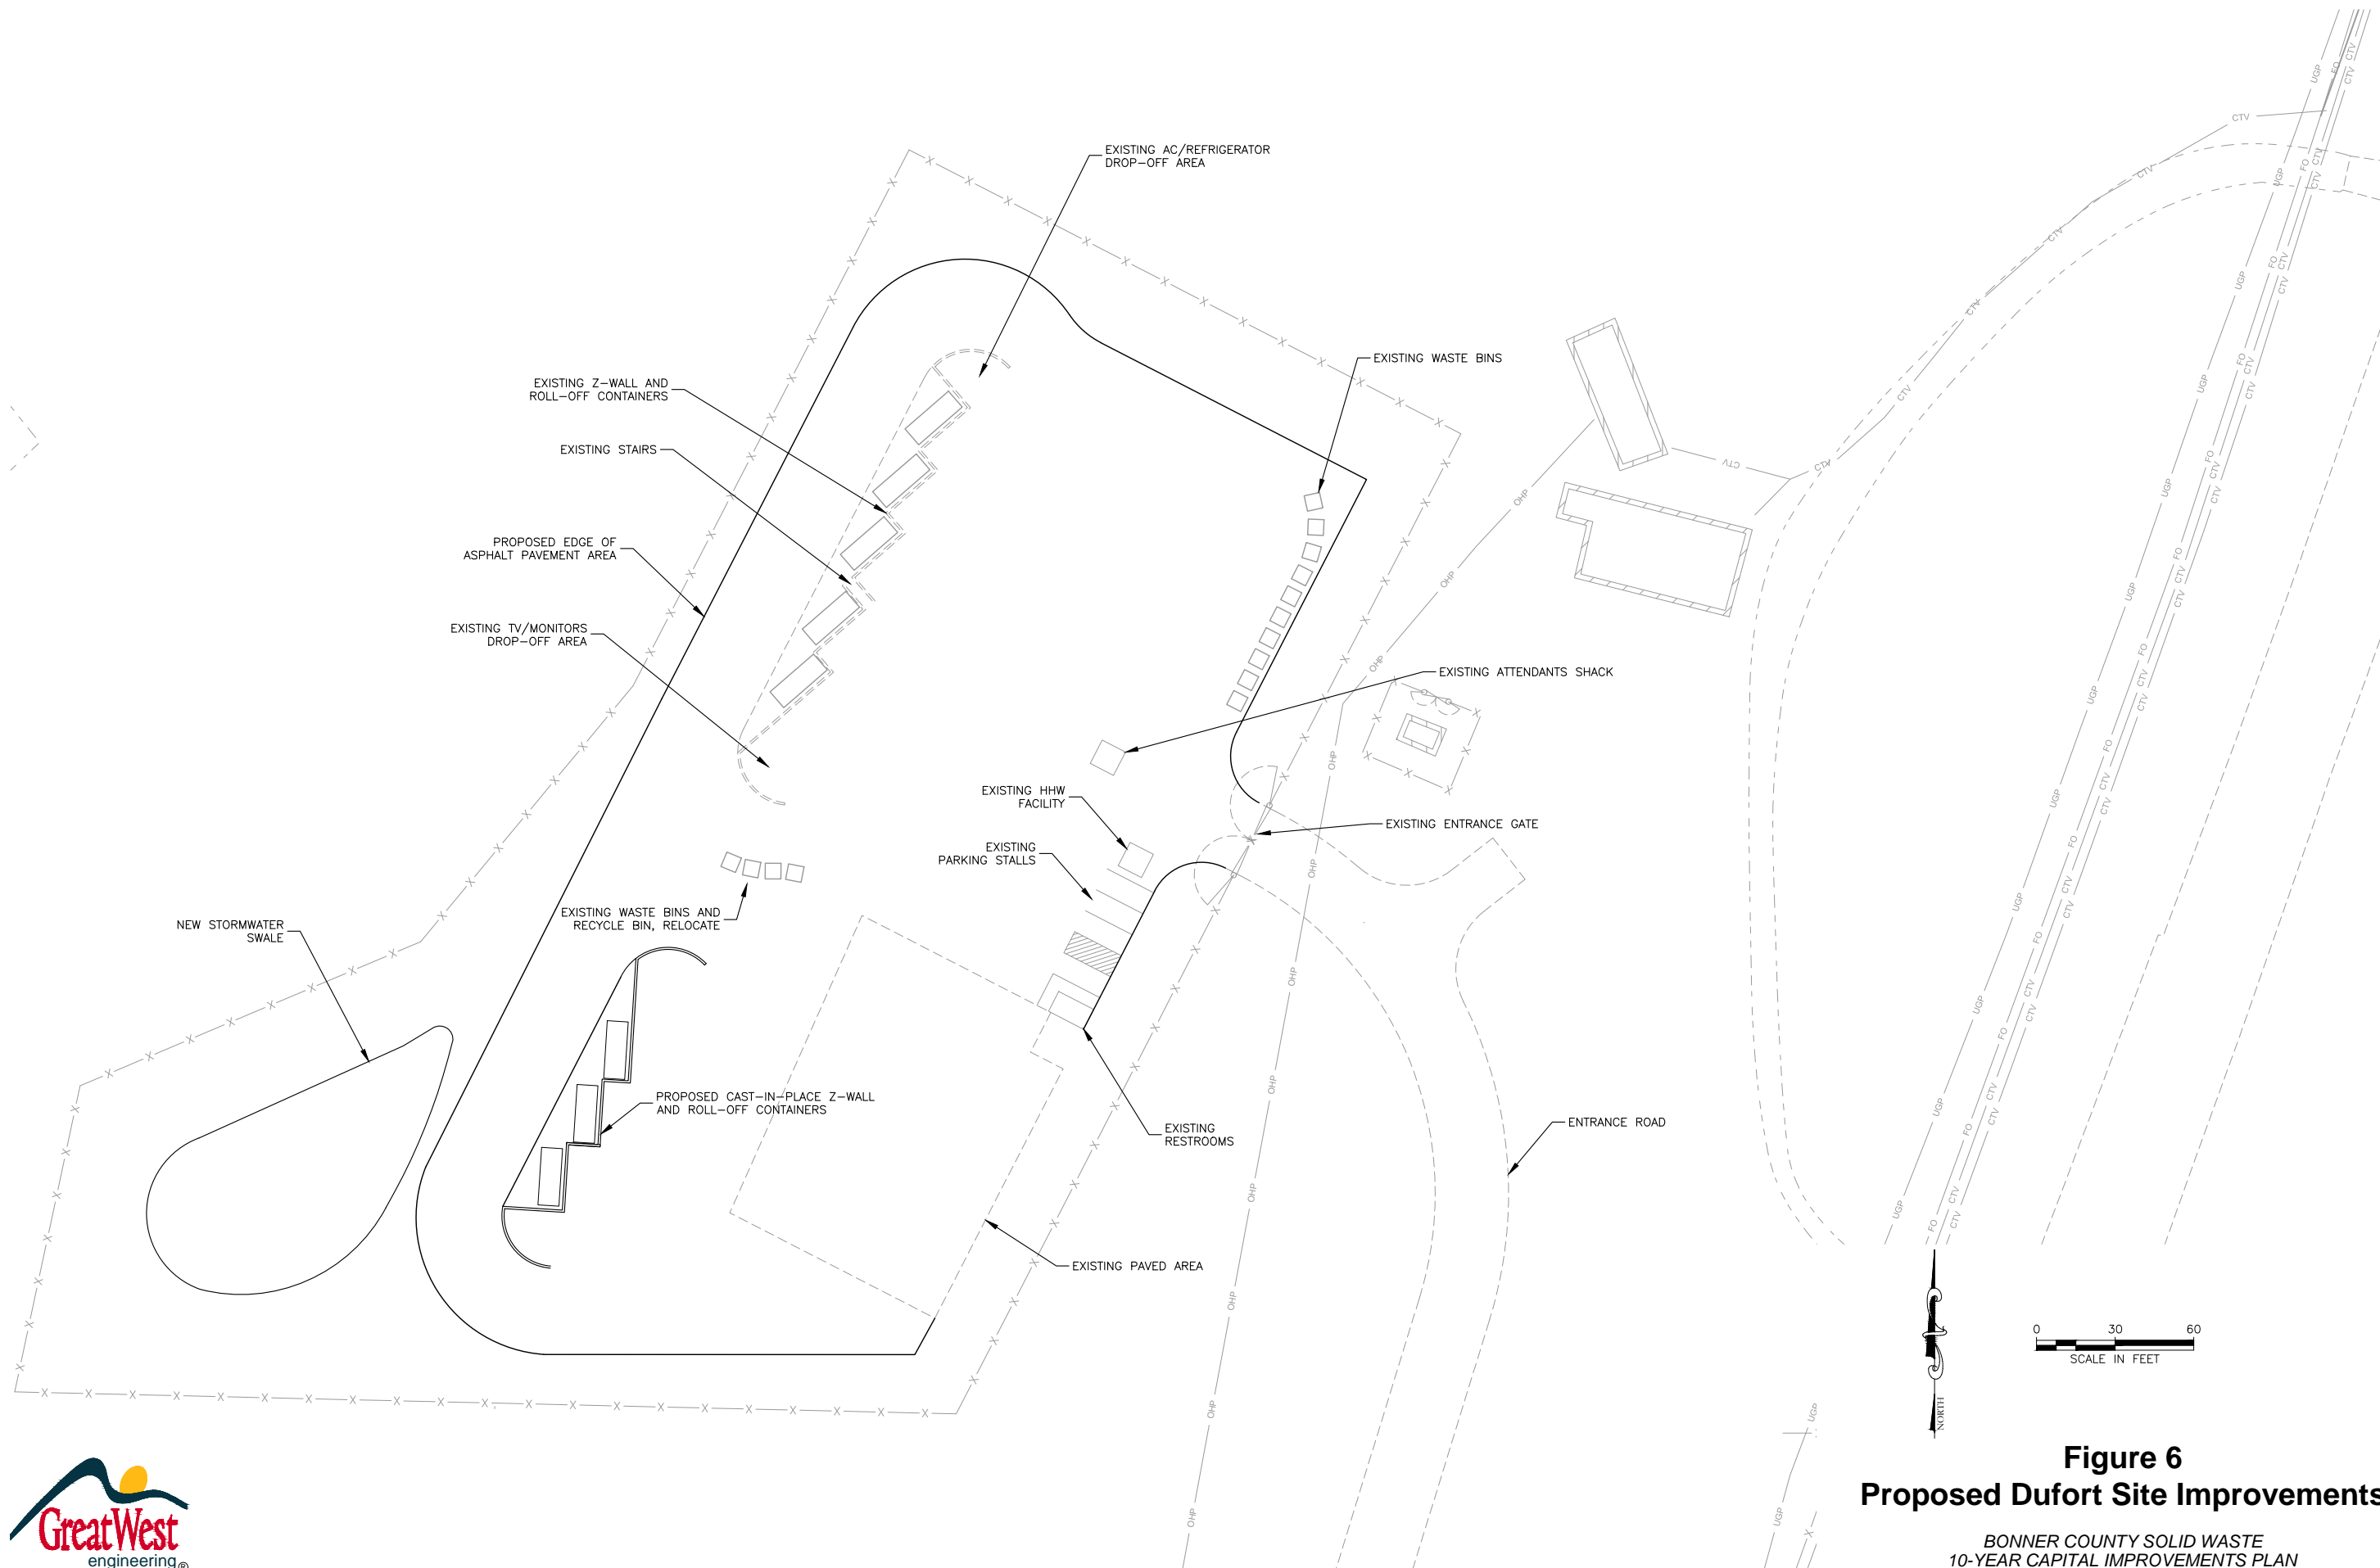 EXISTING AC/REFRIGERATOR
DROP-OFF AREA
EXISTING WASTE BINS
EXISTING Z-WALL AND
ROLL-OFF CONTAINERS
EXISTING STAIRS
PROPOSED EDGE OF
ASPHALT PAVEMENT AREA
EXISTING TV/MONITORS
DROP-OFF AREA
EXISTING ATTENDANTS SHACK
EXISTING HHW
FACILITY
EXISTING ENTRANCE GATE
EXISTING
PARKING STALLS
EXISTING WASTE BINS AND
RECYCLE BIN, RELOCATE
NEW STORMWATER
SWALE
PROPOSED CAST-IN-PLACE Z-WALL
AND ROLL-OFF CONTAINERS
EXISTING
RESTROOMS
ENTRANCE ROAD
EXISTING PAVED AREA
CTV
UGP
FO
OHP
0 30 60
SCALE IN FEET
NORTH
Figure 6
Proposed Dufort Site Improvements
BONNER COUNTY SOLID WASTE
10-YEAR CAPITAL IMPROVEMENTS PLAN
GreatWest
engineering®